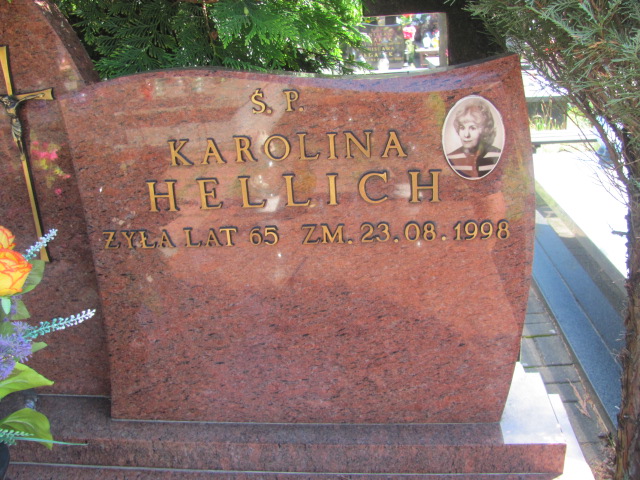 Ś. P.
KAROLINA
HELLICH
ŻYŁA LAT 65 ZM. 23.08.1998